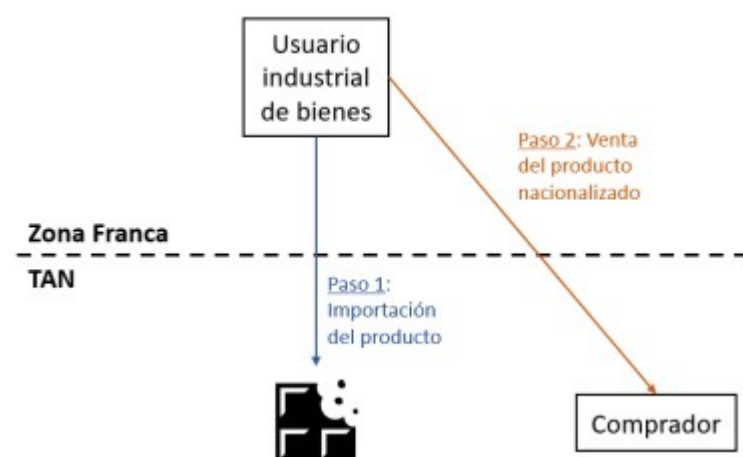 Usuario
industrial
de bienes
Paso 2: Venta
del producto
nacionalizado
Zona Franca
TAN
Paso 1:
Importación
del producto
Comprador